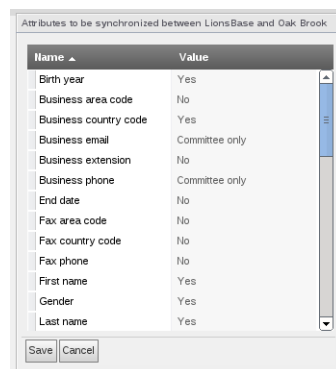 Attributes to be synchronized between LionsBase and Oak Brook
Name Value
Birth year Yes
Business area code No
Business country code Yes
Business email Committee only
Business extension No
Business phone Committee only
End date No
Fax area code No
Fax country code No
Fax phone No
First name Yes
Gender Yes
Last name Yes
Save Cancel